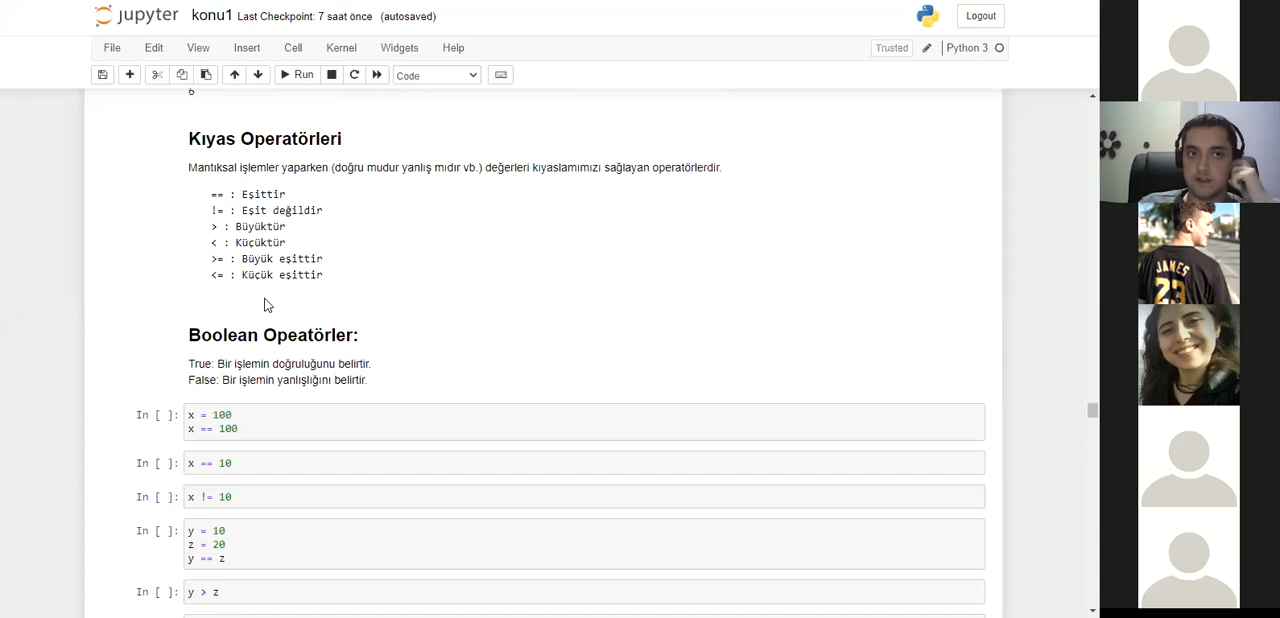 jupyter konu1 Last Checkpoint: 7 saat önce (autosaved) Logout
File Edit View Insert Cell Kernel Widgets Help Trusted Python 3
Run Code
6
Kıyas Operatörleri
Mantıksal işlemler yaparken (doğru mudur yanlış mıdır vb.) değerleri kıyaslamımızı sağlayan operatörlerdir.
== : Eşittir
!= : Eşit değildir
> : Büyüktür
< : Küçüktür
>= : Büyük eşittir
<= : Küçük eşittir
Boolean Opeatörler:
True: Bir işlemin doğruluğunu belirtir.
False: Bir işlemin yanlışlığını belirtir.
In [ ]: x = 100
x == 100
In [ ]: x == 10
In [ ]: x != 10
In [ ]: y = 10
z = 20
y == z
In [ ]: y > z
JAMES
23